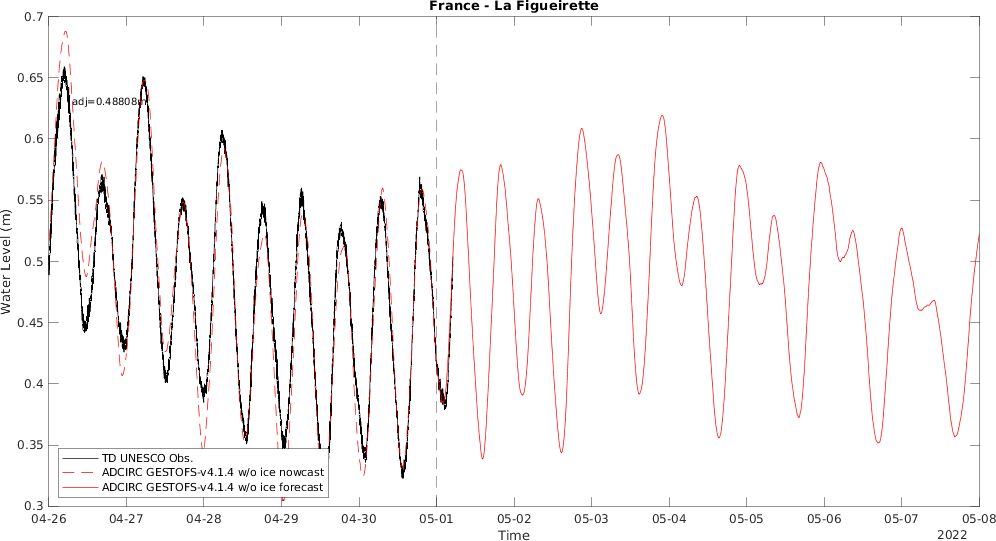 France - La Figueirette
0.7
0.65
0.6
0.55
0.5
0.45
0.4
0.35
0.3
Water Level (m)
adj=0.48808m
TD UNESCO Obs.
ADCIRC GESTOFS-v4.1.4 w/o ice nowcast
ADCIRC GESTOFS-v4.1.4 w/o ice forecast
04-26 04-27 04-28 04-29 04-30 05-01 05-02 05-03 05-04 05-05 05-06 05-07 05-08
Time
2022